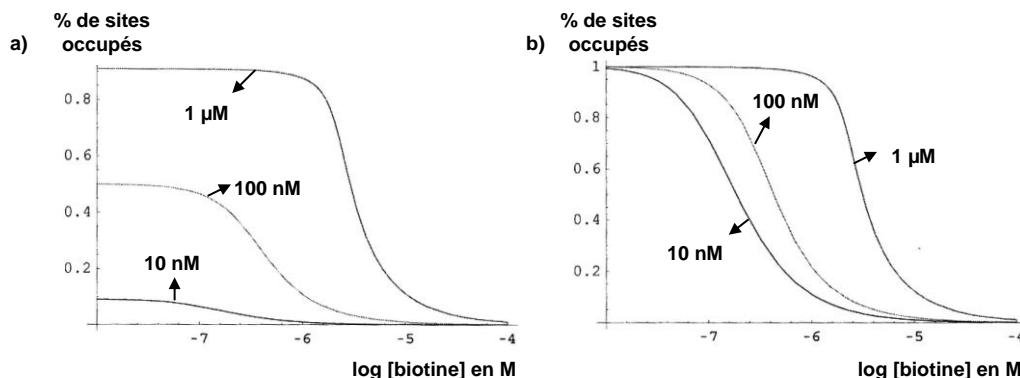 a)
% de sites
occupés
0.8
0.6
0.4
0.2
1 µM
100 nM
10 nM
-7
-6
-5
-4
log [biotine] en M
b)
% de sites
occupés
1
0.8
0.6
0.4
0.2
100 nM
1 µM
10 nM
-7
-6
-5
-4
log [biotine] en M